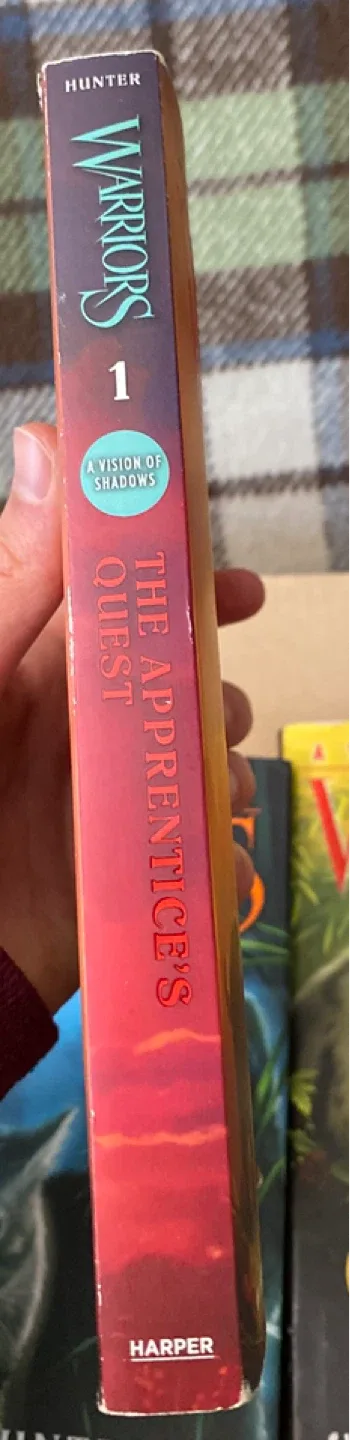 HUNTER
WARRIORS
1
A VISION OF
SHADOWS
THE APPRENTICE'S
QUEST
HARPER